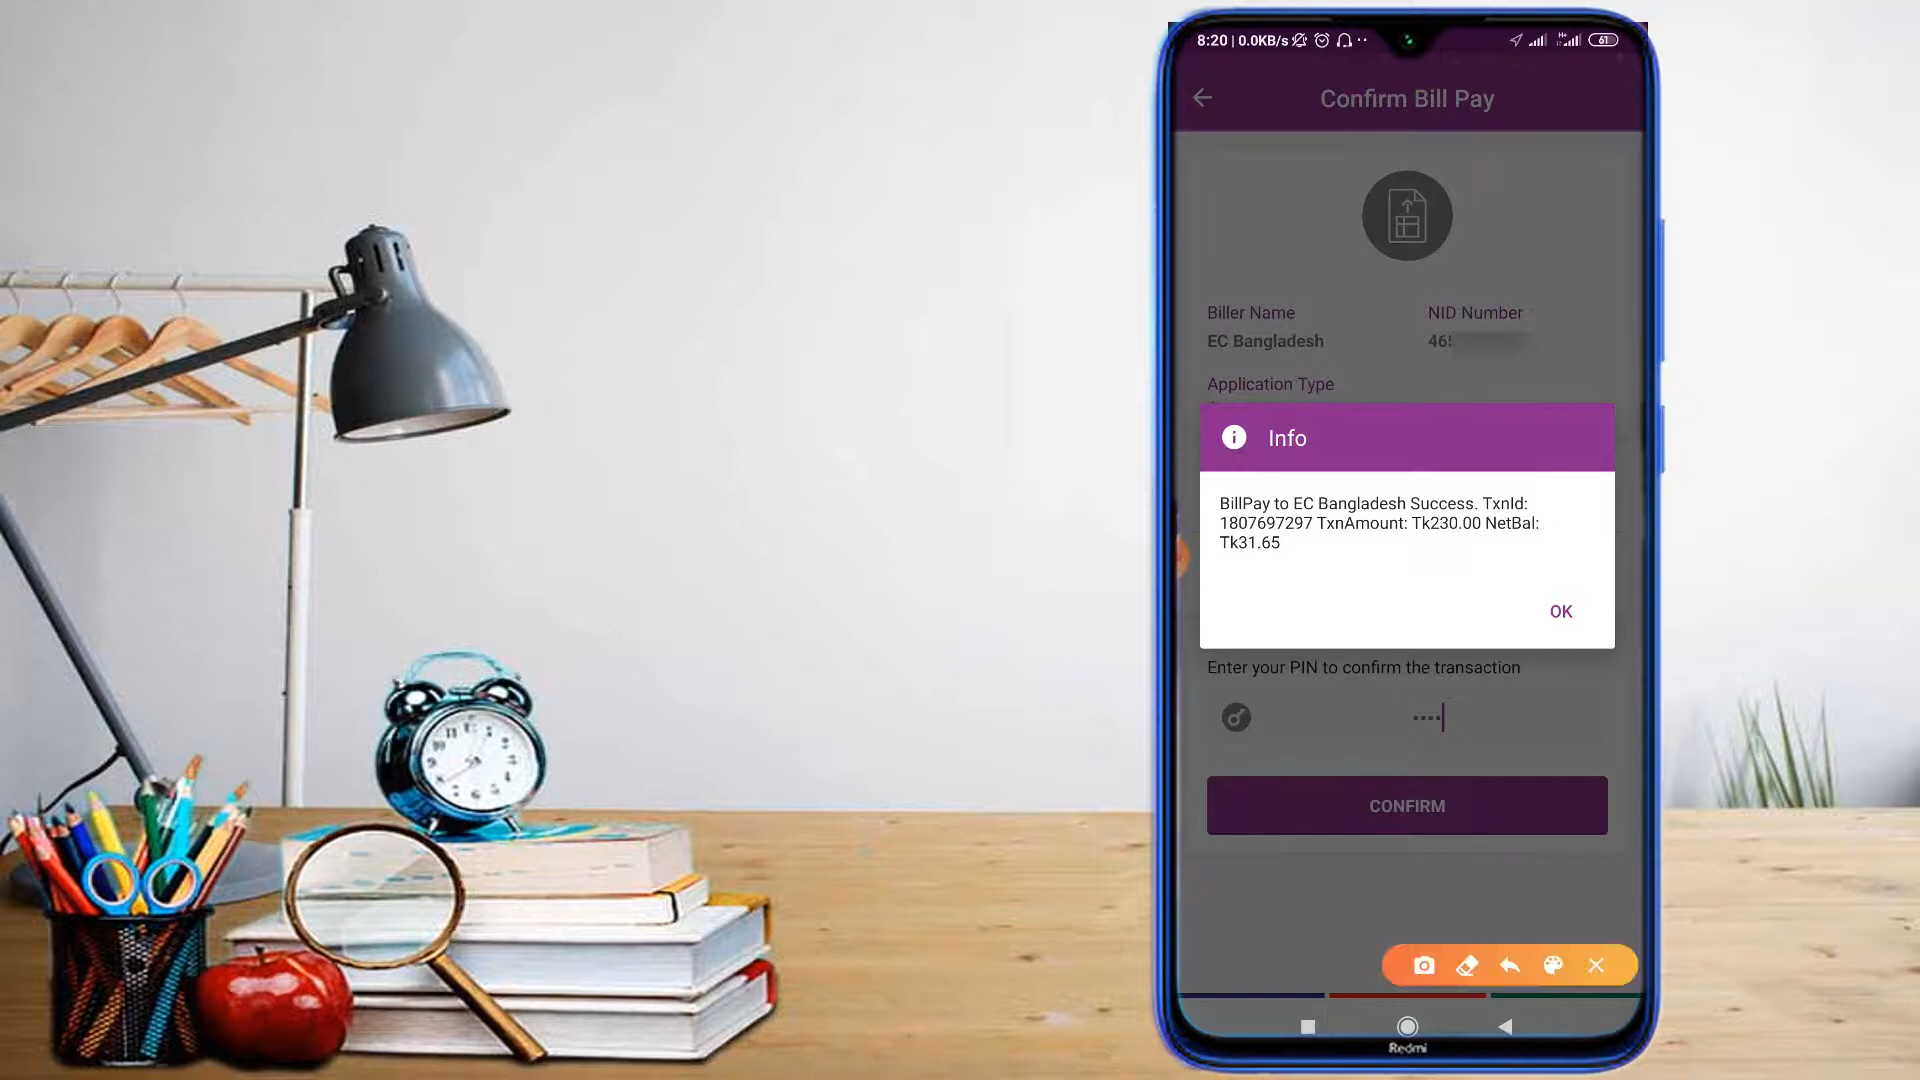 8:20 | 0.0KB/s
61
Confirm Bill Pay
Biller Name
NID Number
EC Bangladesh
465
Application Type
Info
BillPay to EC Bangladesh Success. TxnId:
1807697297 TxnAmount: Tk230.00 NetBal:
Tk31.65
OK
Enter your PIN to confirm the transaction
CONFIRM
Redmi